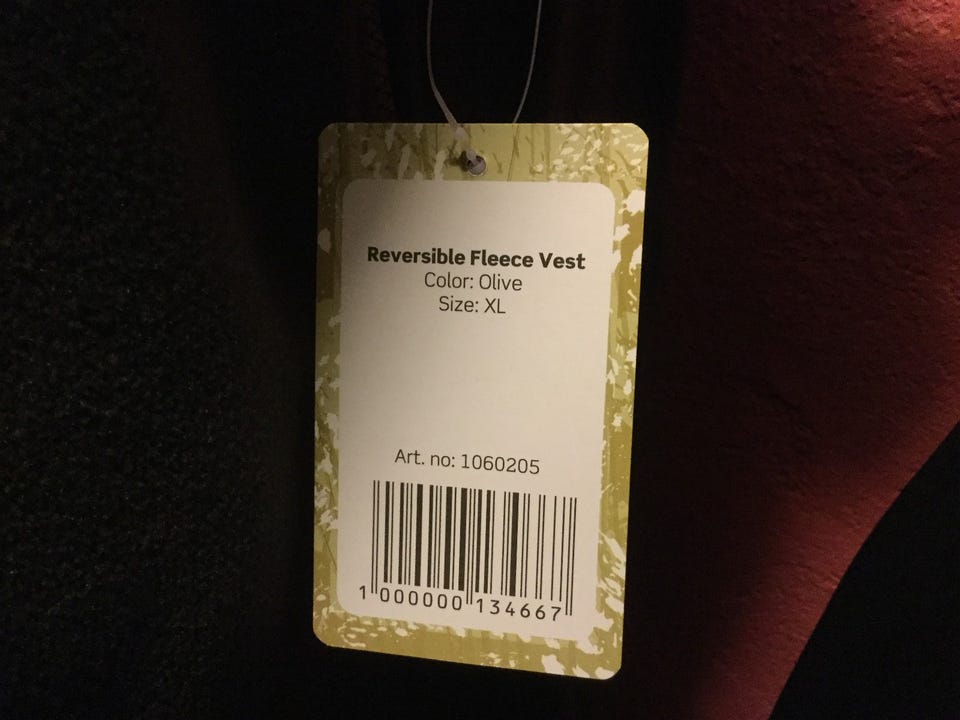 Reversible Fleece Vest
Color: Olive
Size: XL
Art. no: 1060205
1 000000 134667